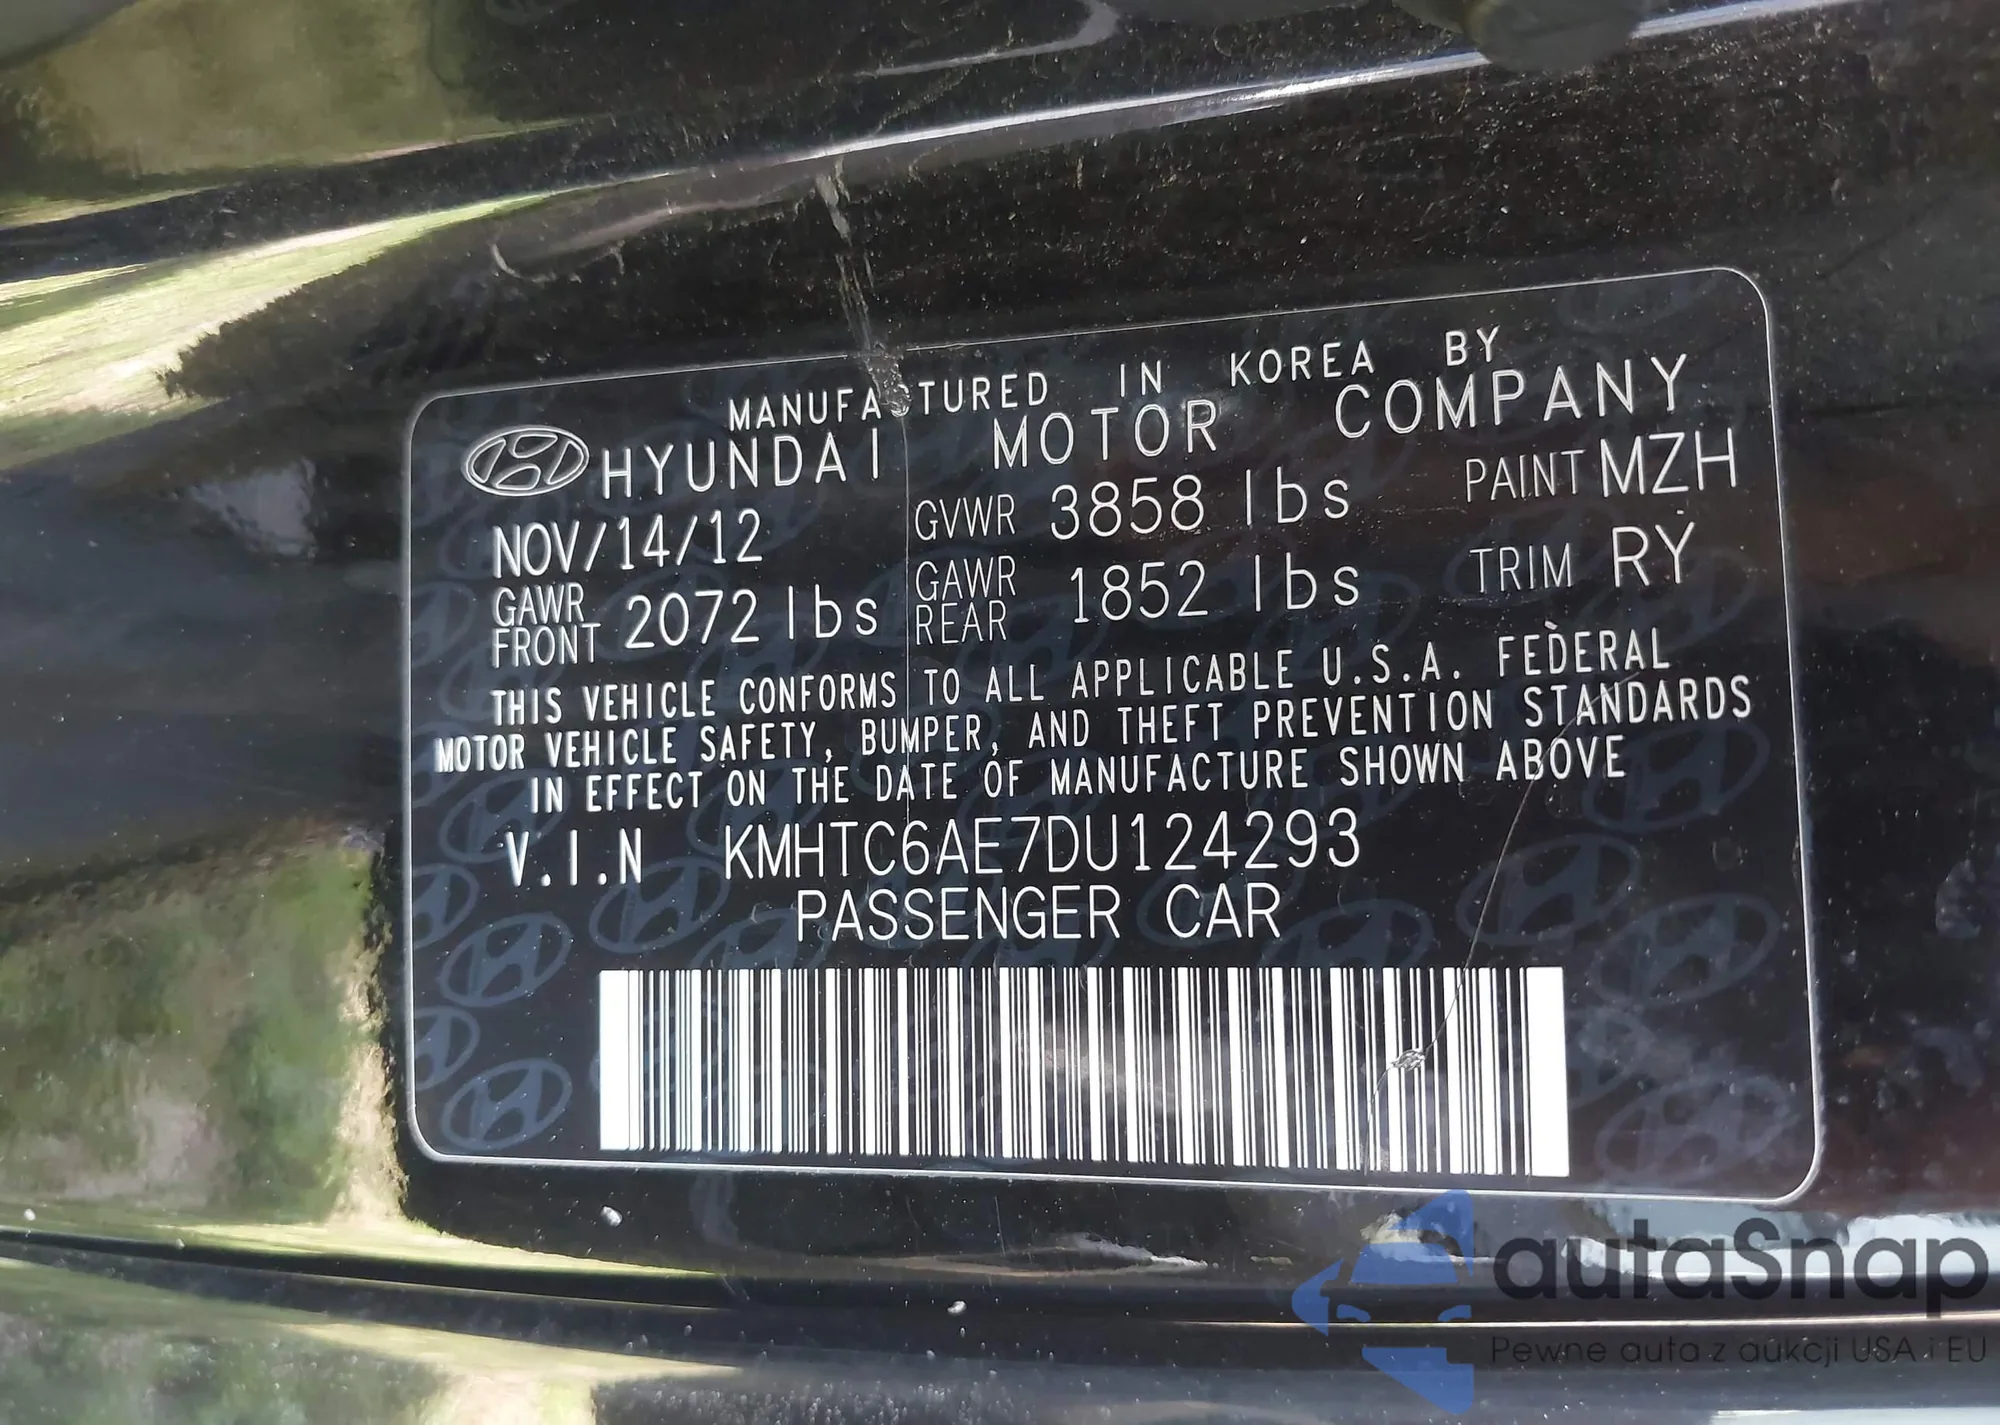 MANUFACTURED IN KOREA BY
HYUNDAI MOTOR COMPANY
NOV/14/12 GVWR 3858 lbs PAINT MZH
GAWR FRONT 2072 lbs GAWR REAR 1852 lbs TRIM RY
THIS VEHICLE CONFORMS TO ALL APPLICABLE U.S.A. FEDERAL
MOTOR VEHICLE SAFETY, BUMPER, AND THEFT PREVENTION STANDARDS
IN EFFECT ON THE DATE OF MANUFACTURE SHOWN ABOVE
V.I.N KMHTC6AE7DU124293
PASSENGER CAR
autaSnap
Pewne auta z aukcji USA i EU